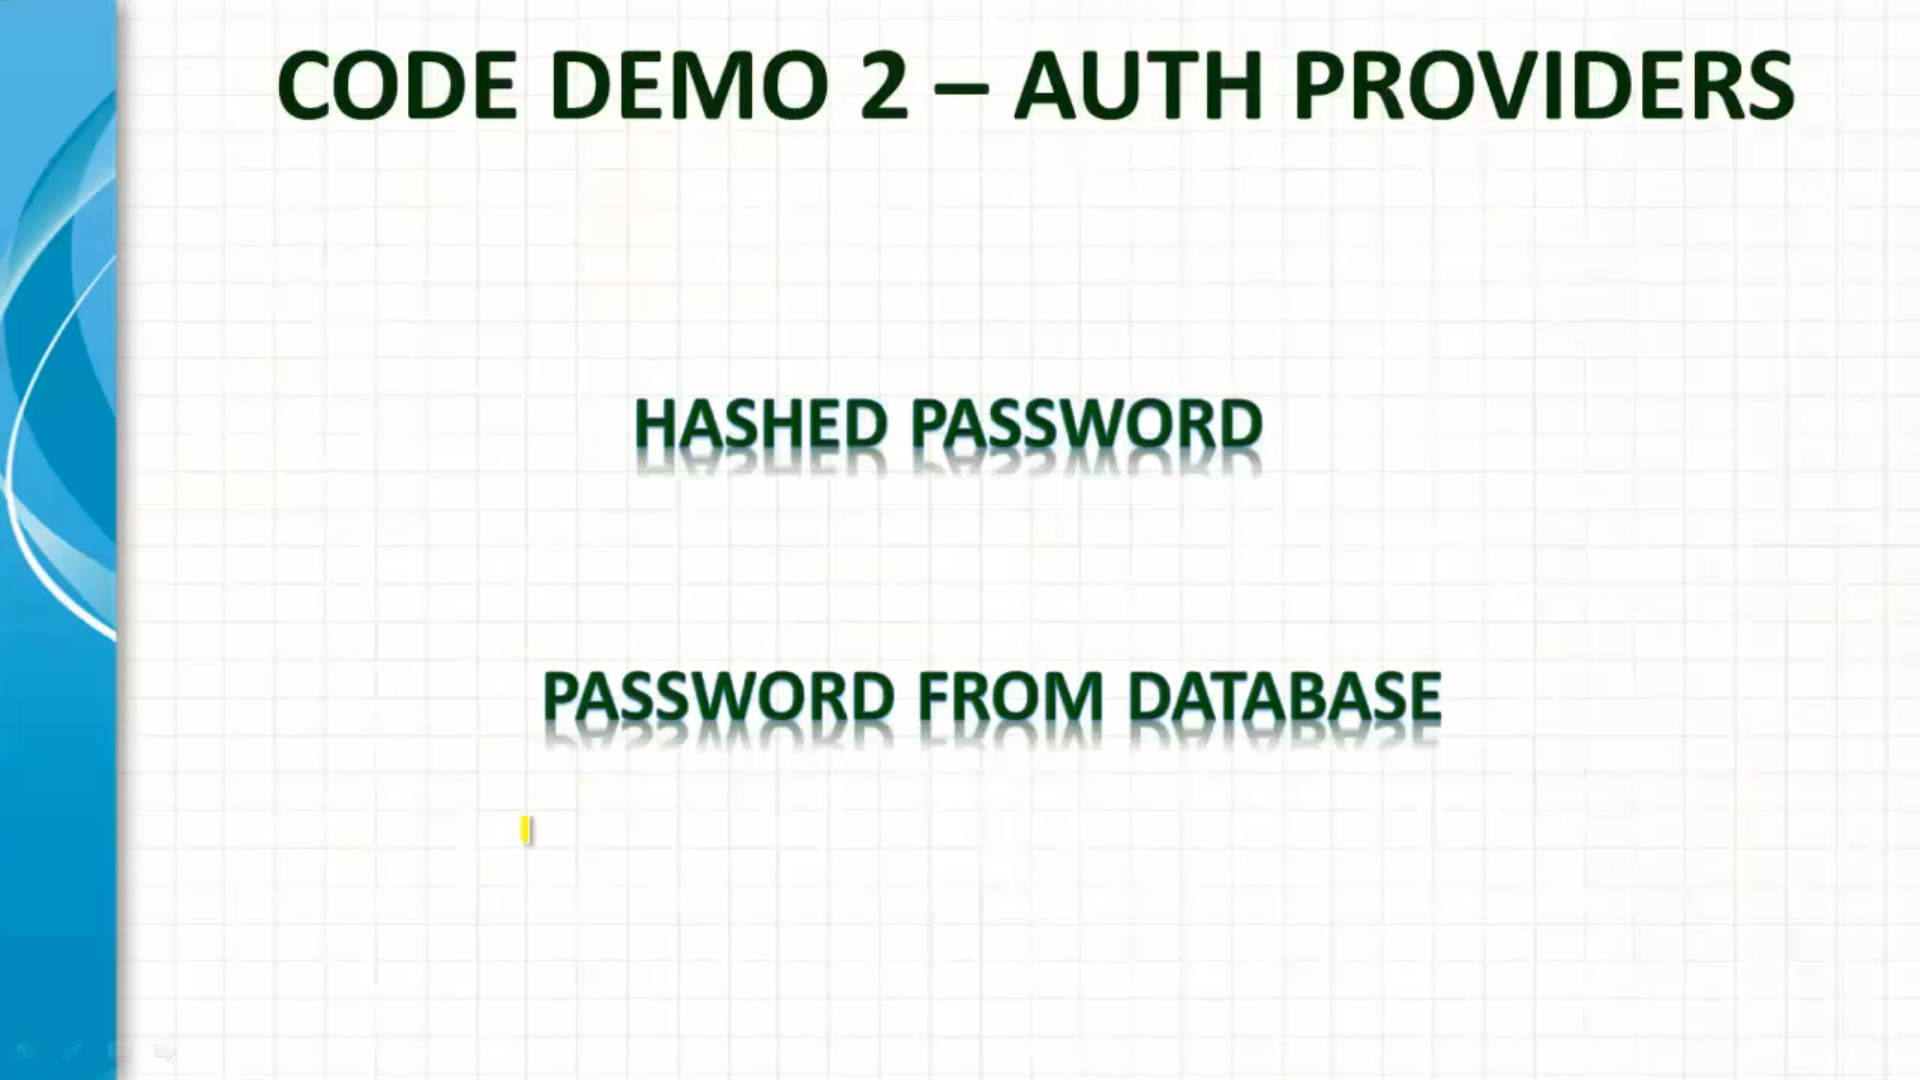 CODE DEMO 2 – AUTH PROVIDERS
HASHED PASSWORD
PASSWORD FROM DATABASE